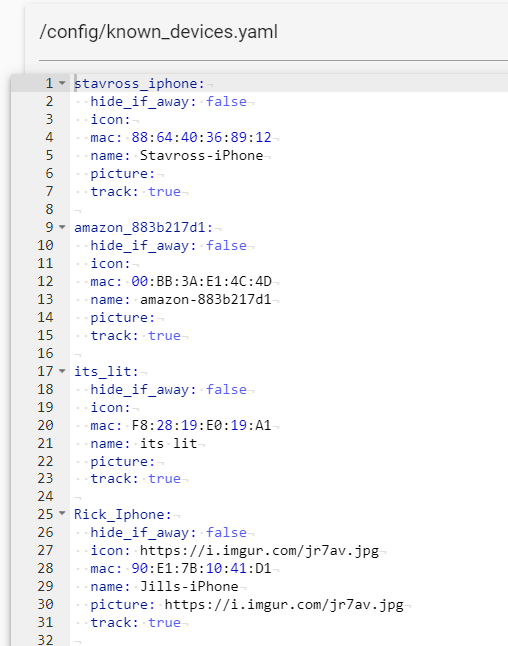 /config/known_devices.yaml
1 stavross_iphone:
2 hide_if_away: false
3 icon:
4 mac: 88:64:40:36:89:12
5 name: Stavross-iPhone
6 picture:
7 track: true
8
9 amazon_883b217d1:
10 hide_if_away: false
11 icon:
12 mac: 00:BB:3A:E1:4C:4D
13 name: amazon-883b217d1
14 picture:
15 track: true
16
17 its_lit:
18 hide_if_away: false
19 icon:
20 mac: F8:28:19:E0:19:A1
21 name: its lit
22 picture:
23 track: true
24
25 Rick_Iphone:
26 hide_if_away: false
27 icon: https://i.imgur.com/jr7av.jpg
28 mac: 90:E1:7B:10:41:D1
29 name: Jills-iPhone
30 picture: https://i.imgur.com/jr7av.jpg
31 track: true
32